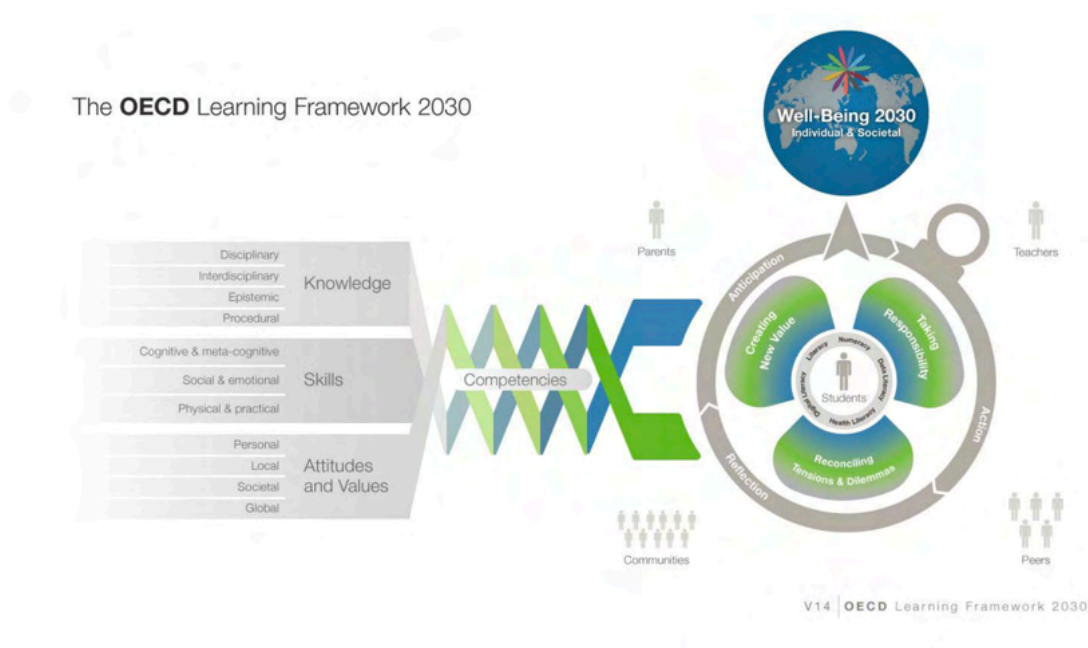 The OECD Learning Framework 2030
Well-Being 2030
Individual & Societal
Disciplinary
Interdisciplinary
Epistemic
Procedural
Knowledge
Cognitive & meta-cognitive
Social & emotional
Physical & practical
Skills
Personal
Local
Societal
Global
Attitudes
and Values
Competencies
Parents
Teachers
Anticipation
Action
Reflection
Creating
New Value
Taking
Responsibility
Reconciling
Tensions & Dilemmas
Literacy
Numeracy
Data Literacy
Health Literacy
Digital Literacy
Students
Communities
Peers
V14 | OECD Learning Framework 2030